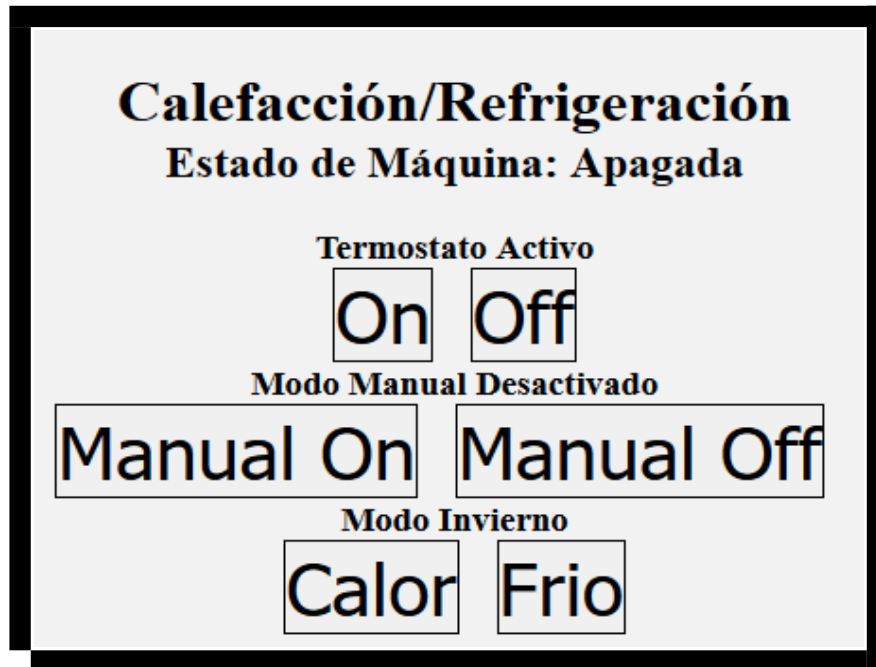 Calefacción/Refrigeración
Estado de Máquina: Apagada
Termostato Activo
On Off
Modo Manual Desactivado
Manual On Manual Off
Modo Invierno
Calor Frio